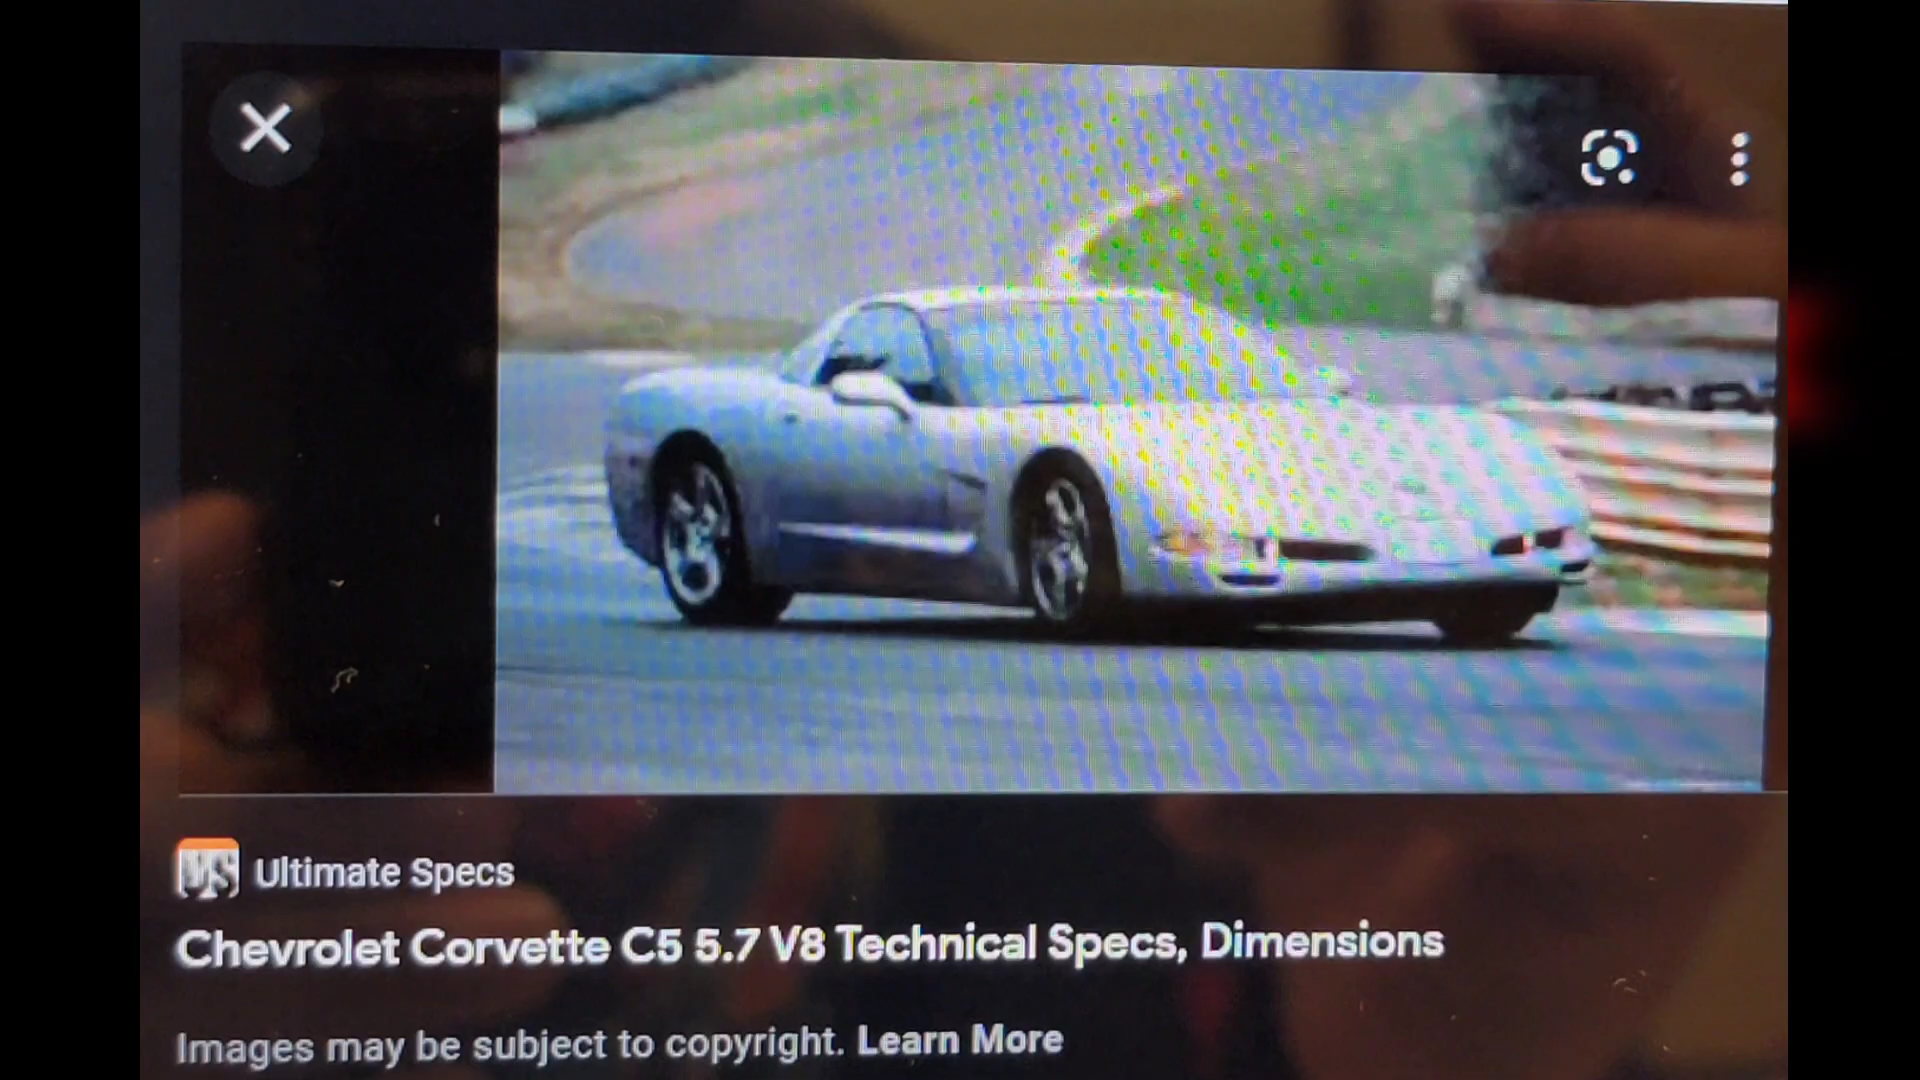 Ultimate Specs
Chevrolet Corvette C5 5.7 V8 Technical Specs, Dimensions
Images may be subject to copyright. Learn More